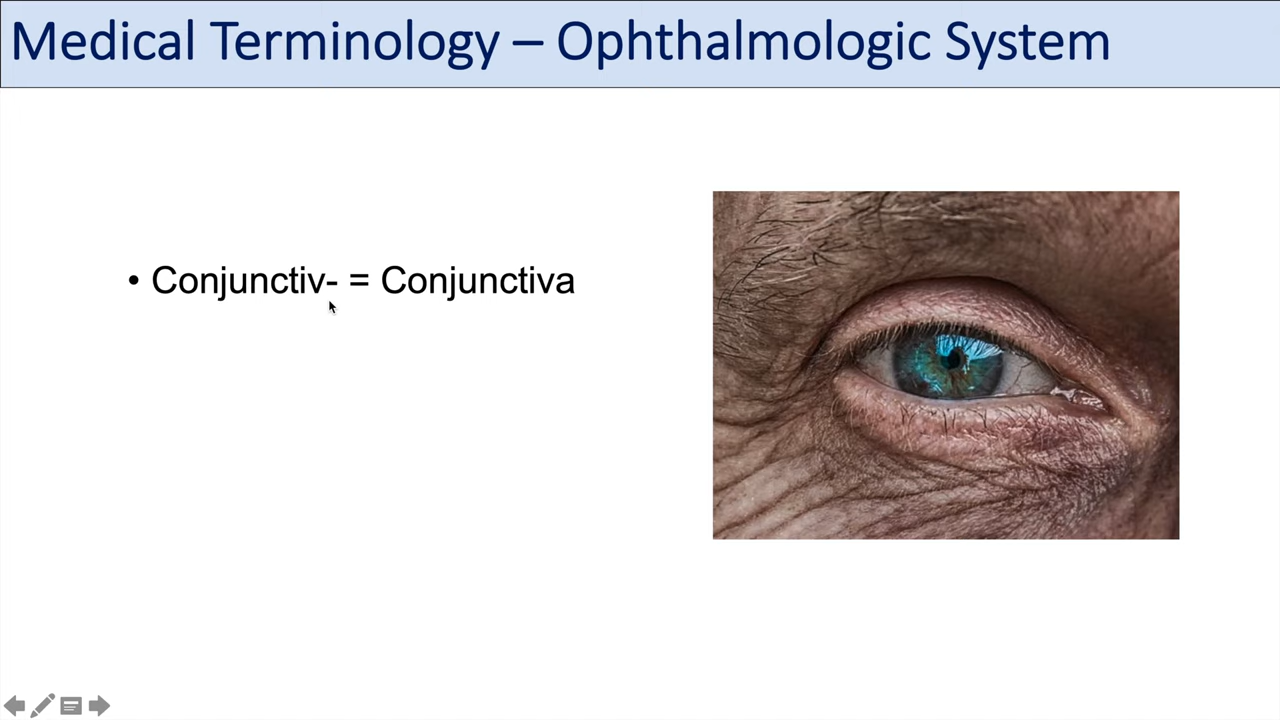 Medical Terminology – Ophthalmologic System
• Conjunctiv- = Conjunctiva